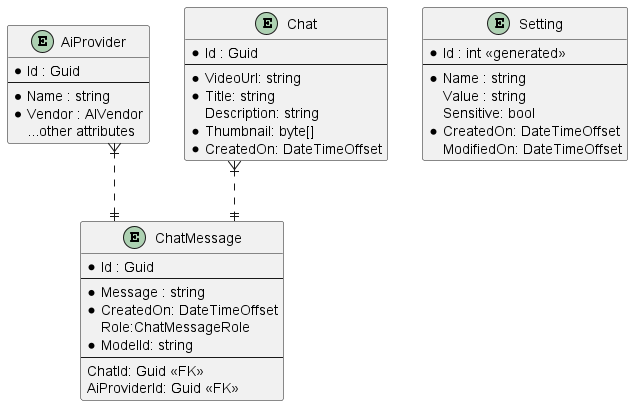 E AiProvider
● Id : Guid
● Name : string
● Vendor : AIVendor
...other attributes
E Chat
● Id : Guid
● VideoUrl: string
● Title: string
Description: string
● Thumbnail: byte[]
● CreatedOn: DateTimeOffset
E Setting
● Id : int «generated»
● Name : string
Value : string
Sensitive: bool
● CreatedOn: DateTimeOffset
ModifiedOn: DateTimeOffset
E ChatMessage
● Id : Guid
● Message : string
● CreatedOn: DateTimeOffset
Role:ChatMessageRole
● ModelId: string
ChatId: Guid «FK»
AiProviderId: Guid «FK»